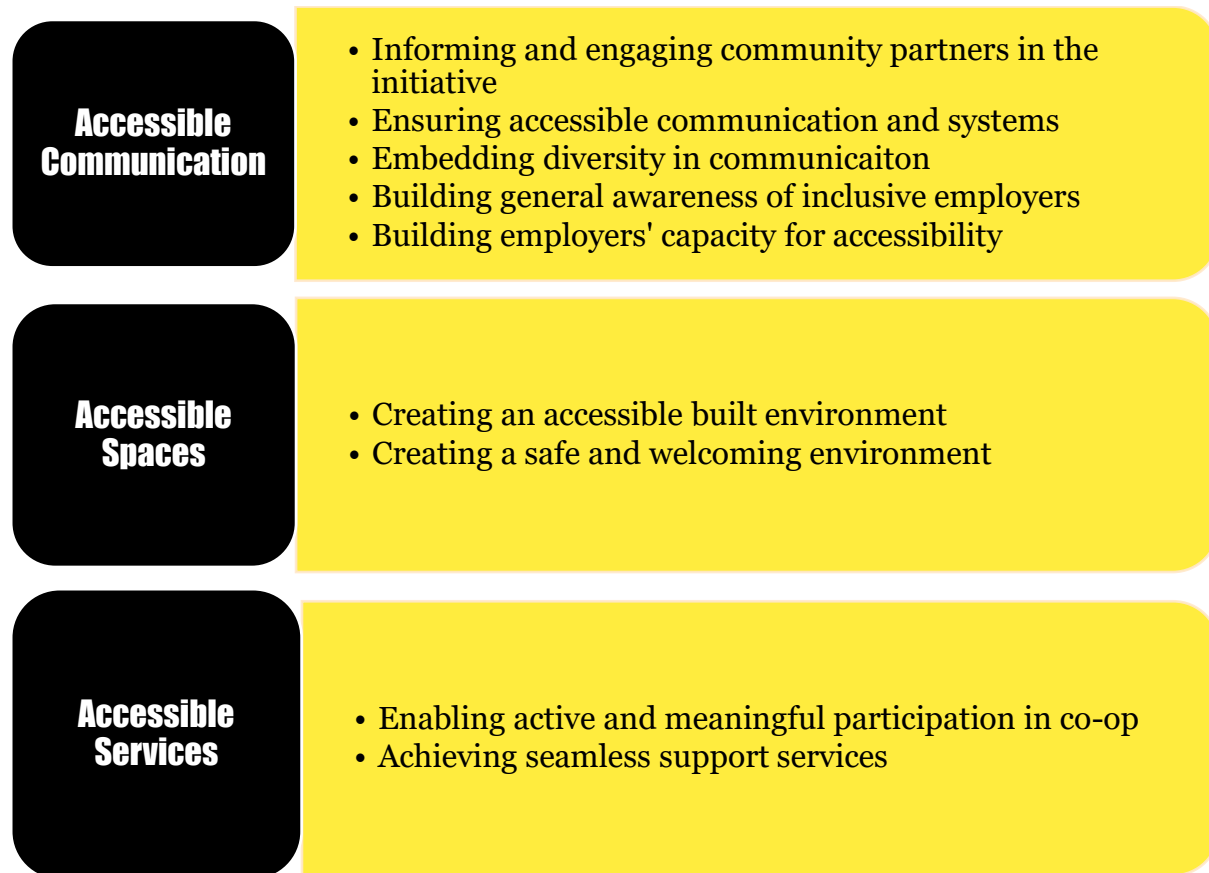 Accessible
Communication
• Informing and engaging community partners in the
initiative
• Ensuring accessible communication and systems
• Embedding diversity in communicaiton
• Building general awareness of inclusive employers
• Building employers' capacity for accessibility
Accessible
Spaces
• Creating an accessible built environment
• Creating a safe and welcoming environment
Accessible
Services
• Enabling active and meaningful participation in co-op
• Achieving seamless support services